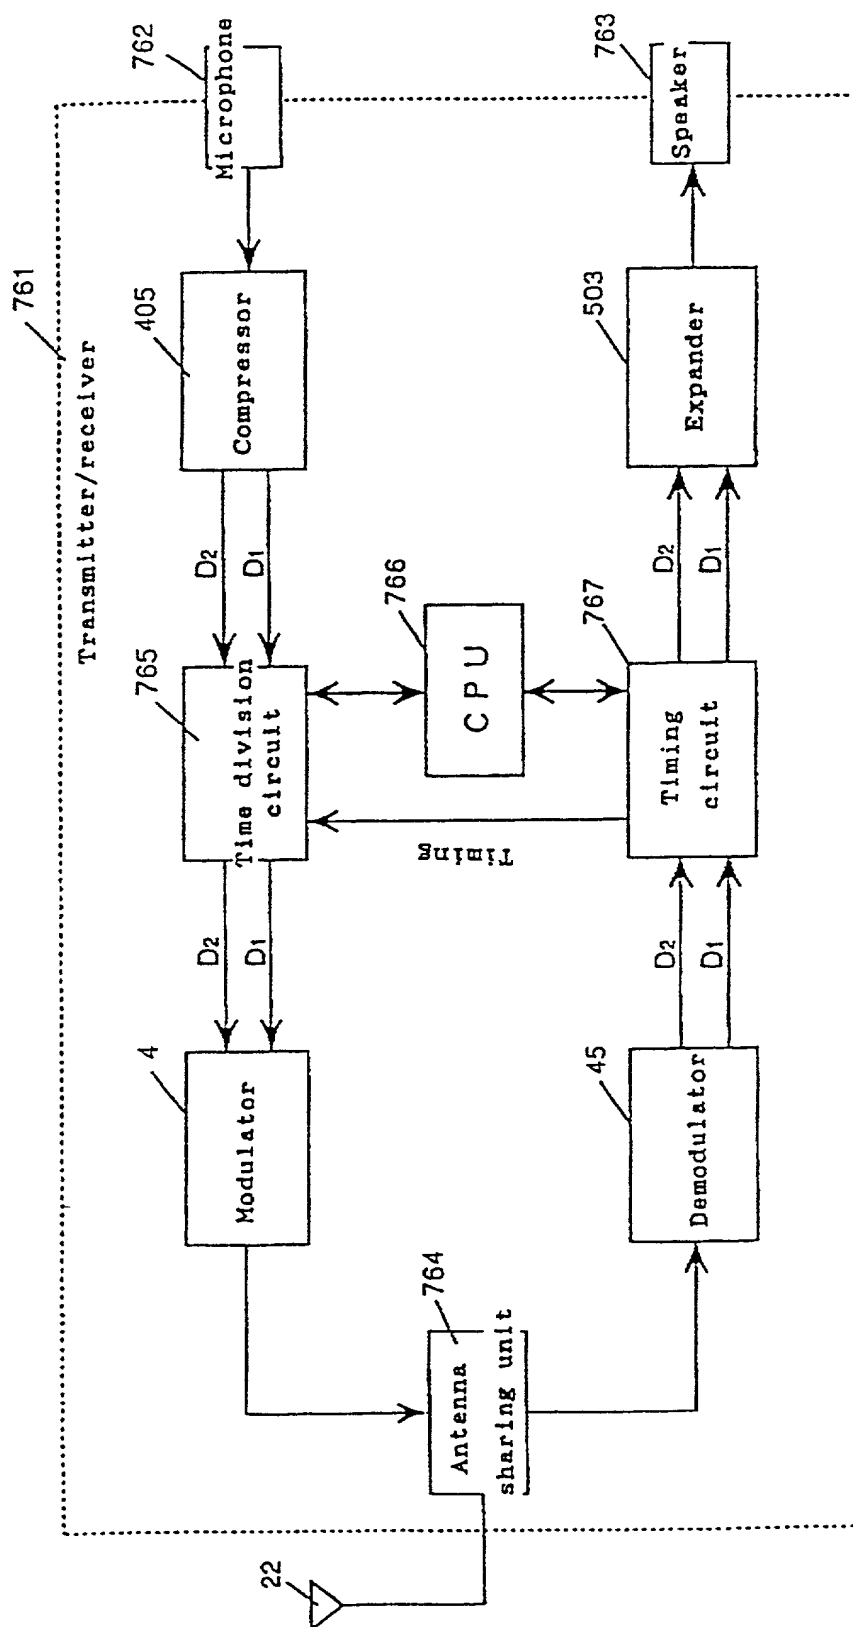 761
Transmitter/receiver
22
764
Antenna
sharing unit
4
Modulator
D2
D1
765
Time division
circuit
D2
D1
405
Compressor
762
Microphone
Timing
766
CPU
45
Demodulator
D2
D1
767
Timing
circuit
D2
D1
503
Expander
763
Speaker